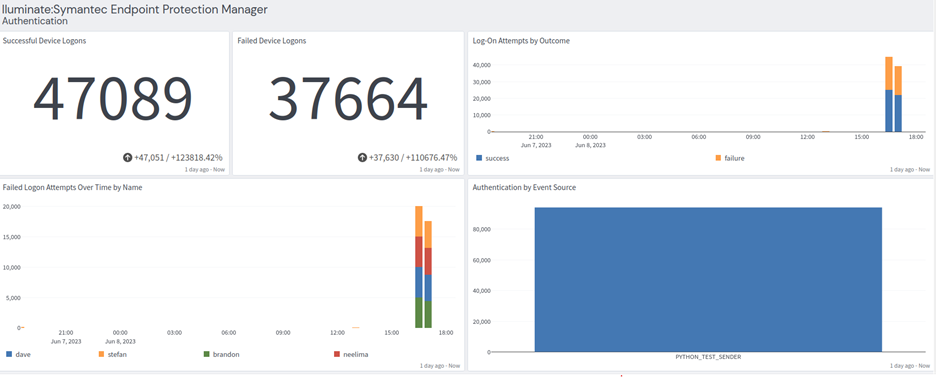 Iluminate:Symantec Endpoint Protection Manager
Authentication
Successful Device Logons
47089
+47,051 / +123818.42%
1 day ago - Now
Failed Device Logons
37664
+37,630 / +110676.47%
1 day ago - Now
Log-On Attempts by Outcome
40,000
30,000
20,000
10,000
0
21:00 00:00 03:00 06:00 09:00 12:00 15:00 18:00
Jun 7, 2023 Jun 8, 2023
success failure
1 day ago - Now
Failed Logon Attempts Over Time by Name
20,000
15,000
10,000
5,000
0
21:00 00:00 03:00 06:00 09:00 12:00 15:00 18:00
Jun 7, 2023 Jun 8, 2023
dave stefan brandon neelima
1 day ago - Now
Authentication by Event Source
80,000
60,000
40,000
20,000
0
PYTHON_TEST_SENDER
1 day ago - Now